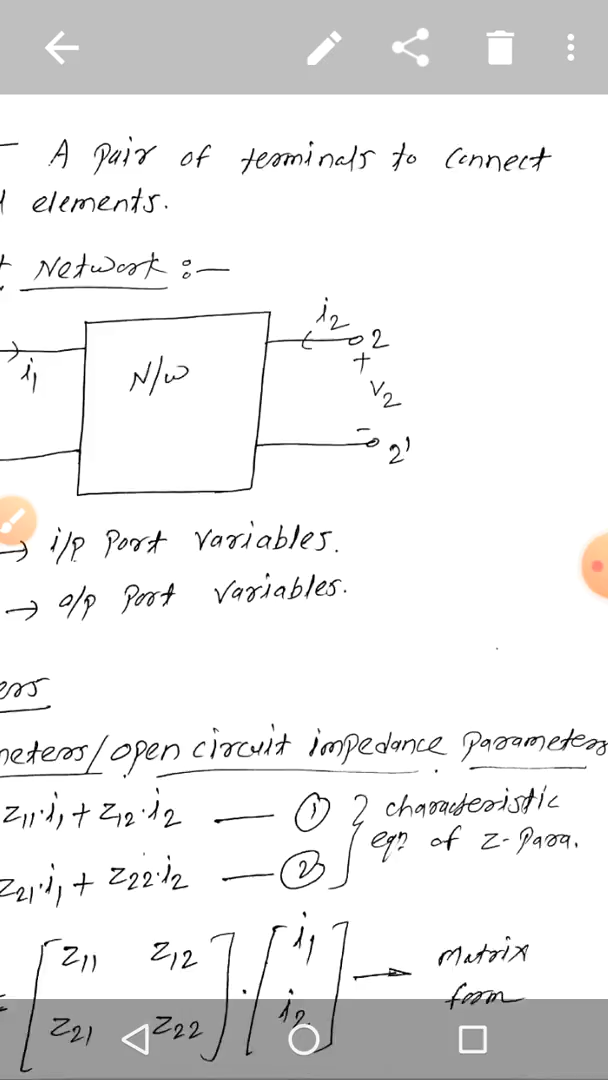 A pair of terminals to connect
elements.
Network :-
i2
2
i1
N/W
+
V2
-
2'
→ i/p Port Variables.
→ o/p Port Variables.
ers
meters/open circuit impedance parameters
Z11.i1 + Z12.i2 — ① } characteristic
eqn of Z-Para.
Z21.i1 + Z22.i2 — ②
= [Z11 Z12] . [i1] → Matrix
form
[Z21 Z22] [i2]